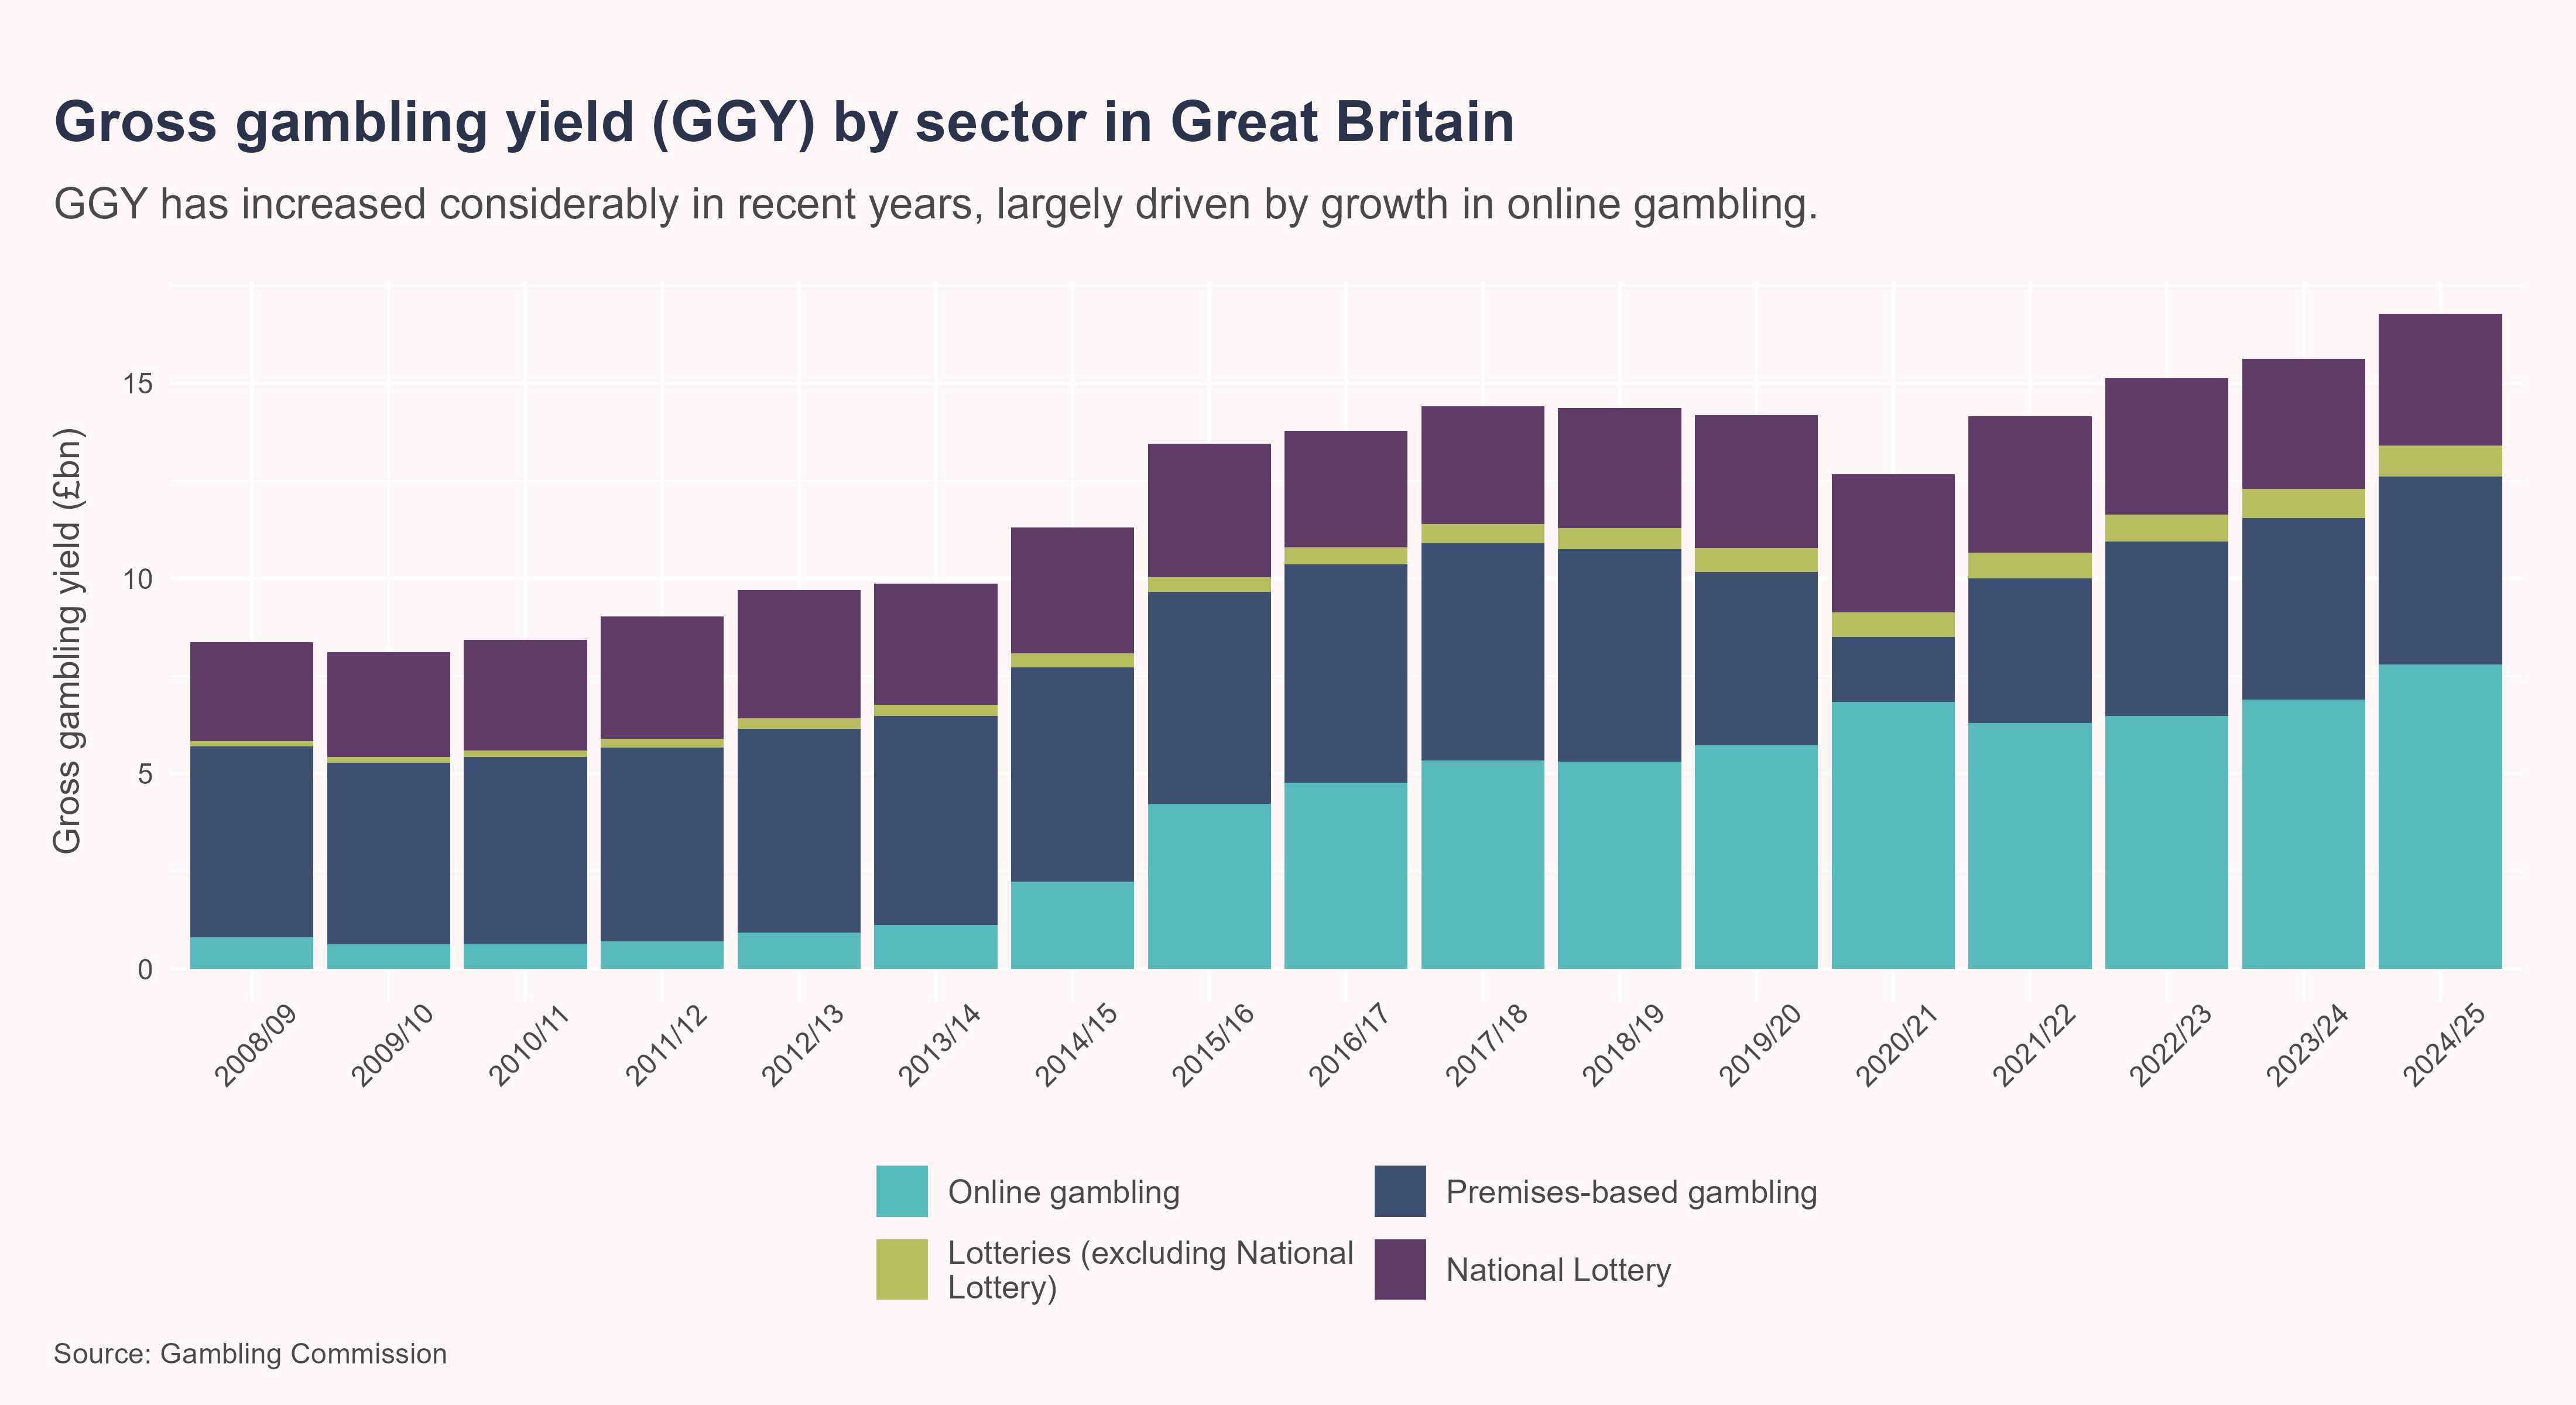 Gross gambling yield (GGY) by sector in Great Britain
GGY has increased considerably in recent years, largely driven by growth in online gambling.
Gross gambling yield (£bn)
15
10
5
0
2008/09
2009/10
2010/11
2011/12
2012/13
2013/14
2014/15
2015/16
2016/17
2017/18
2018/19
2019/20
2020/21
2021/22
2022/23
2023/24
2024/25
Online gambling
Premises-based gambling
Lotteries (excluding National
Lottery)
National Lottery
Source: Gambling Commission